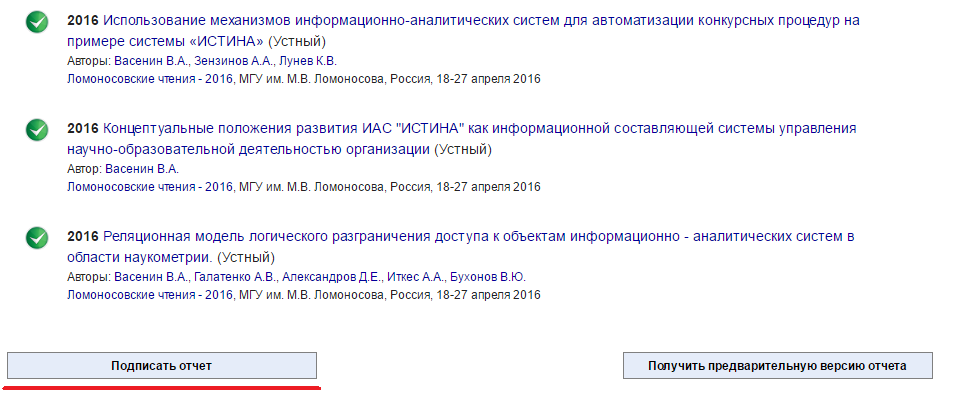 2016 Использование механизмов информационно-аналитических систем для автоматизации конкурсных процедур на
примере системы «ИСТИНА» (Устный)
Авторы: Васенин В.А., Зензинов А.А., Лунев К.В.
Ломоносовские чтения - 2016, МГУ им. М.В. Ломоносова, Россия, 18-27 апреля 2016
2016 Концептуальные положения развития ИАС "ИСТИНА" как информационной составляющей системы управления
научно-образовательной деятельностью организации (Устный)
Автор: Васенин В.А.
Ломоносовские чтения - 2016, МГУ им. М.В. Ломоносова, Россия, 18-27 апреля 2016
2016 Реляционная модель логического разграничения доступа к объектам информационно - аналитических систем в
области наукометрии. (Устный)
Авторы: Васенин В.А., Галатенко А.В., Александров Д.Е., Иткес А.А., Бухонов В.Ю.
Ломоносовские чтения - 2016, МГУ им. М.В. Ломоносова, Россия, 18-27 апреля 2016
Подписать отчет
Получить предварительную версию отчета